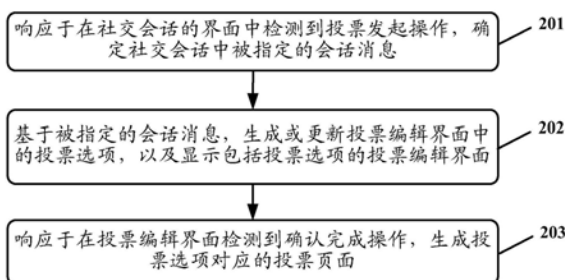 响应于在社交会话的界面中检测到投票发起操作，确
定社交会话中被指定的会话消息
201
基于被指定的会话消息，生成或更新投票编辑界面中
的投票选项，以及显示包括投票选项的投票编辑界面
202
响应于在投票编辑界面检测到确认完成操作，生成投
票选项对应的投票页面
203